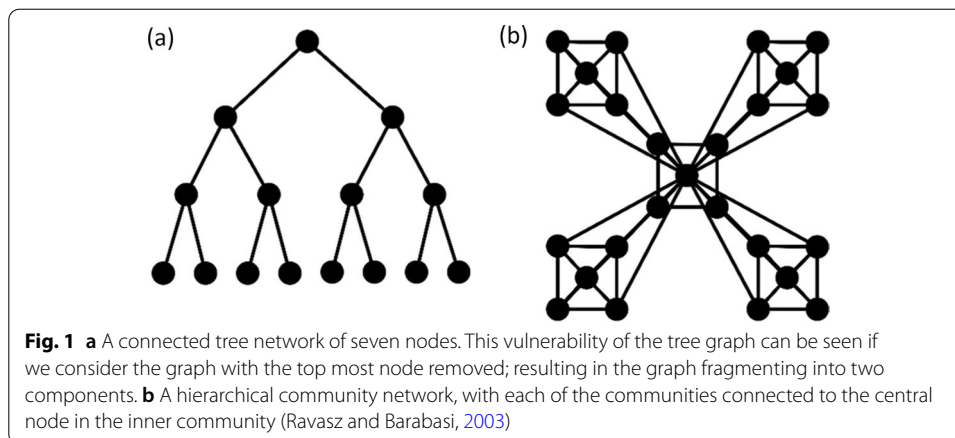 (a)
(b)
Fig. 1 a A connected tree network of seven nodes. This vulnerability of the tree graph can be seen if
we consider the graph with the top most node removed; resulting in the graph fragmenting into two
components. b A hierarchical community network, with each of the communities connected to the central
node in the inner community (Ravasz and Barabasi, 2003)